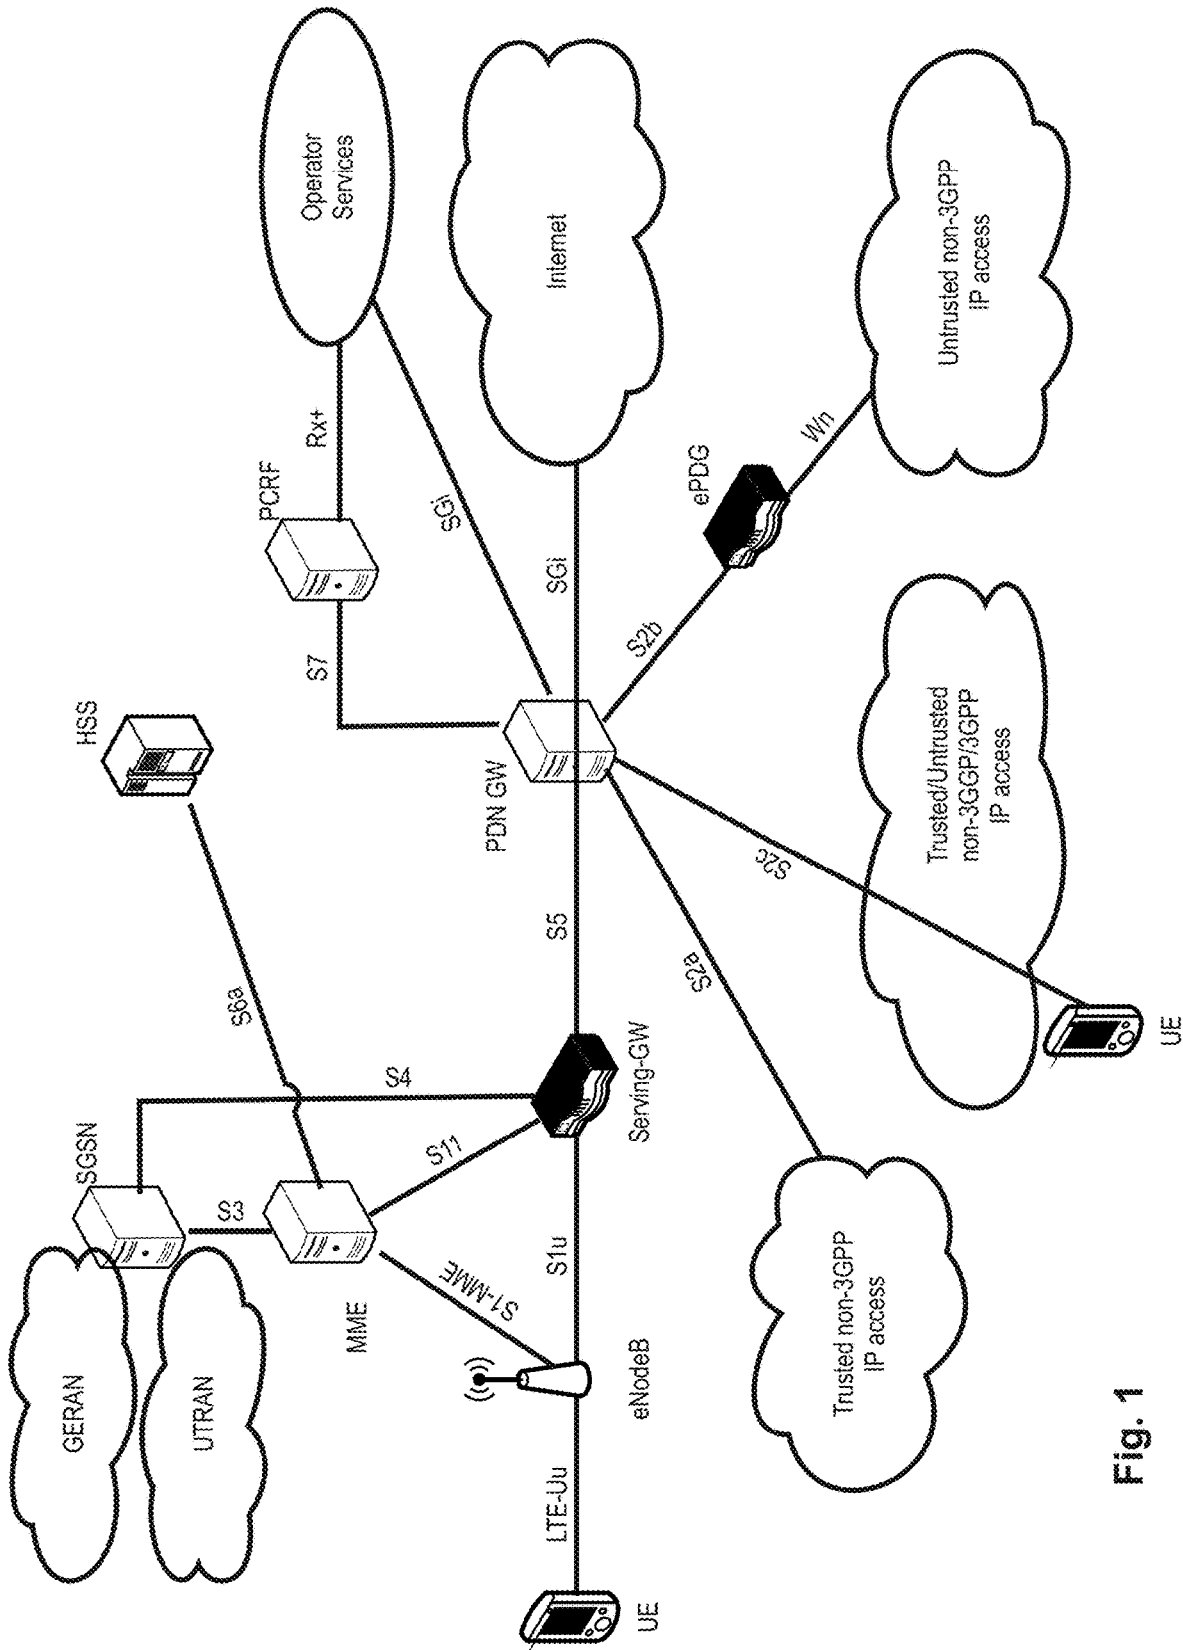 GERAN
UTRAN
SGSN
HSS
S3
S4
S6a
MME
S11
S1-MME
S7
PCRF
Rx+
Operator
Services
SGi
UE
LTE-Uu
eNodeB
S1u
Serving-GW
S5
PDN GW
SGi
Internet
S2a
S2c
S2b
ePDG
Wn
Trusted non-3GPP
IP access
Trusted/Untrusted
non-3GGP/3GPP
IP access
Untrusted non-3GPP
IP access
UE
Fig. 1